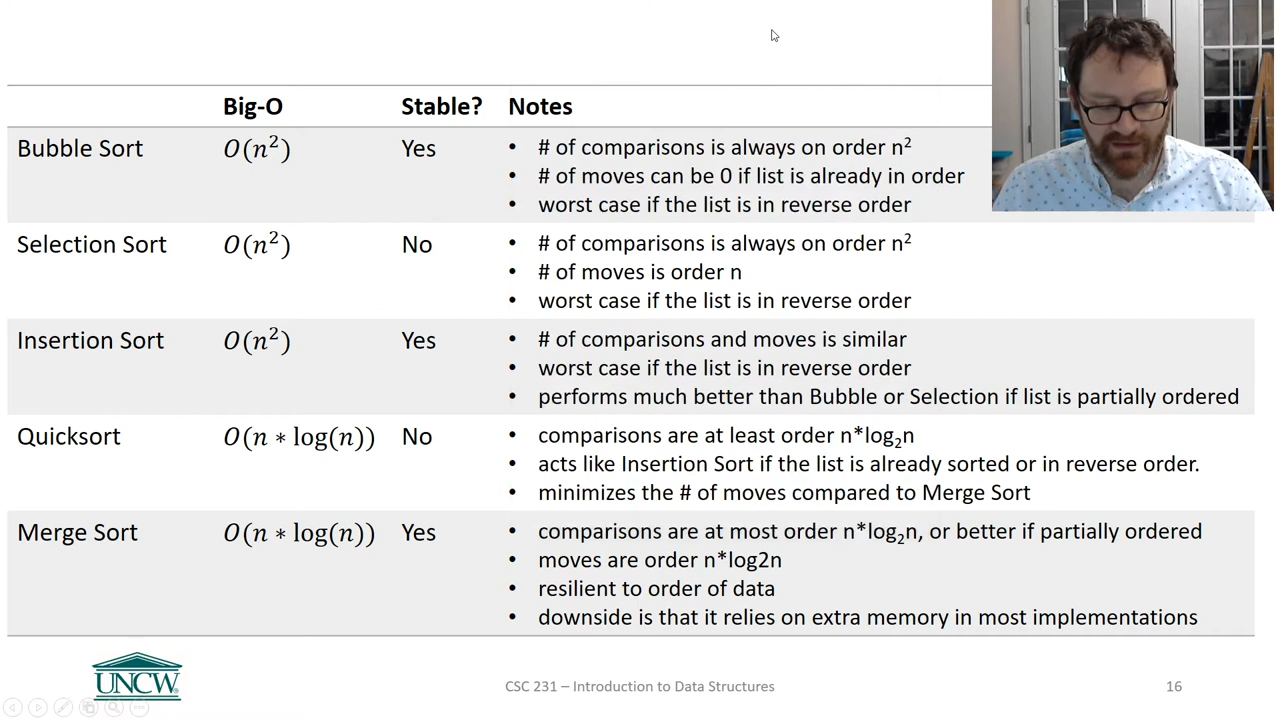 Big-O Stable? Notes
Bubble Sort O(n²) Yes • # of comparisons is always on order n²
• # of moves can be 0 if list is already in order
• worst case if the list is in reverse order
Selection Sort O(n²) No • # of comparisons is always on order n²
• # of moves is order n
• worst case if the list is in reverse order
Insertion Sort O(n²) Yes • # of comparisons and moves is similar
• worst case if the list is in reverse order
• performs much better than Bubble or Selection if list is partially ordered
Quicksort O(n ∗ log(n)) No • comparisons are at least order n*log₂n
• acts like Insertion Sort if the list is already sorted or in reverse order.
• minimizes the # of moves compared to Merge Sort
Merge Sort O(n ∗ log(n)) Yes • comparisons are at most order n*log₂n, or better if partially ordered
• moves are order n*log2n
• resilient to order of data
• downside is that it relies on extra memory in most implementations
UNCW
CSC 231 – Introduction to Data Structures 16